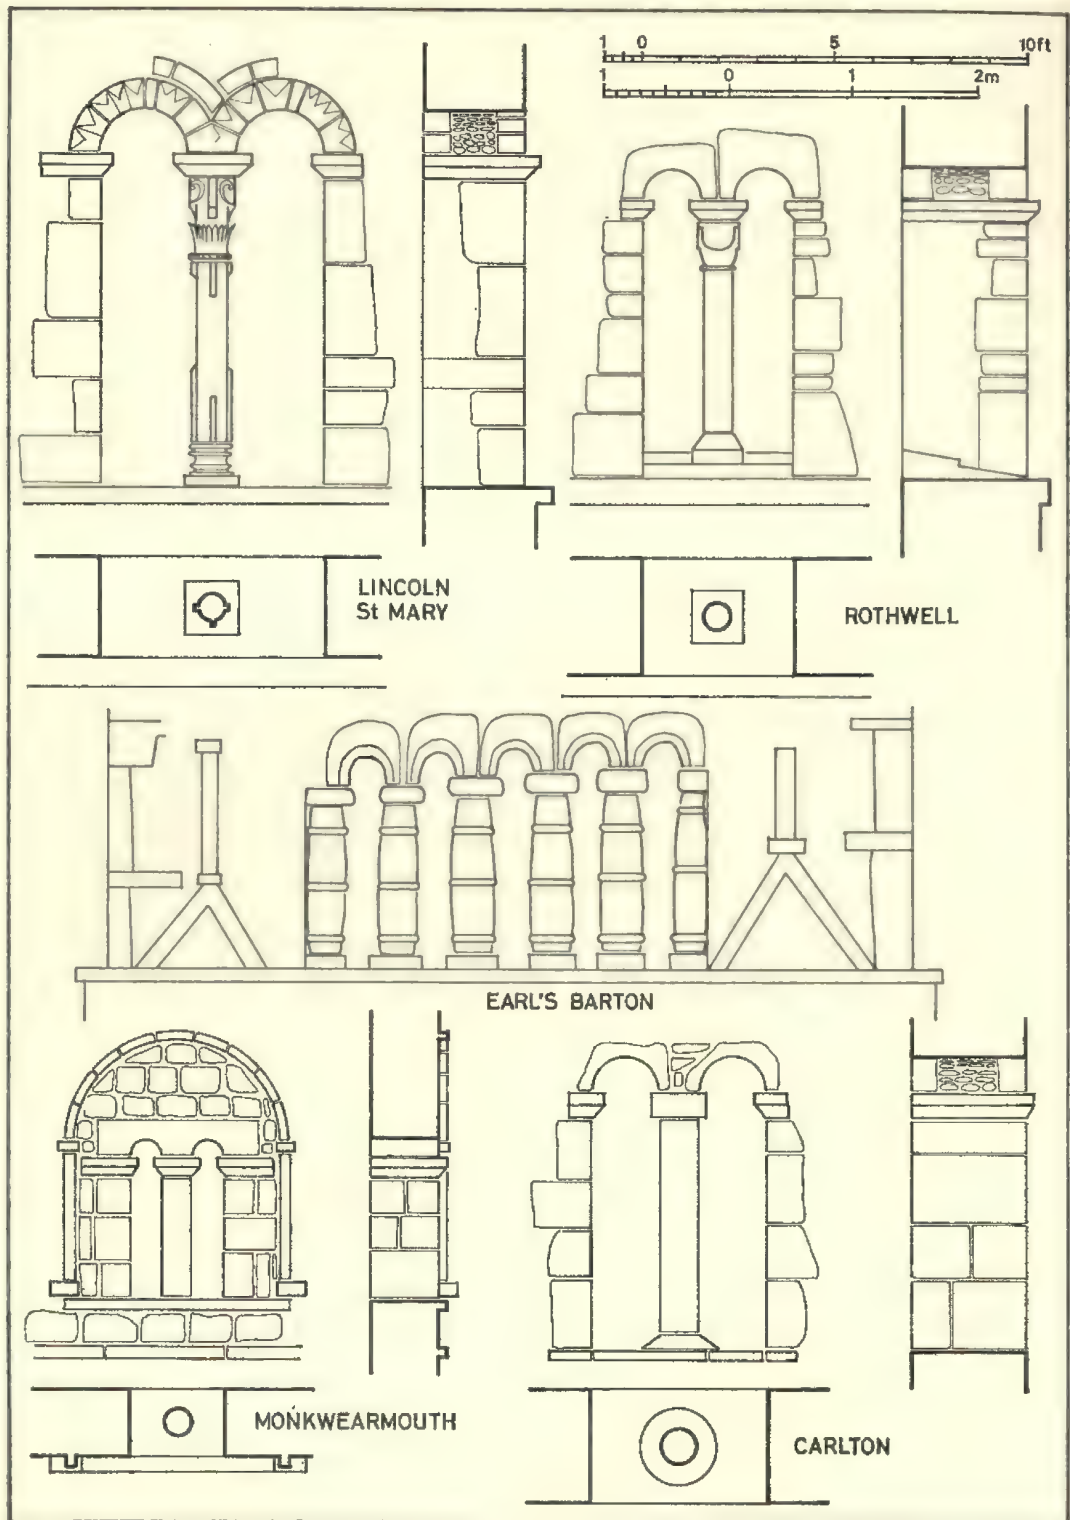 1 0 5 10ft
1 0 1 2m
LINCOLN
St MARY
ROTHWELL
EARL'S BARTON
MONKWEARMOUTH
CARLTON